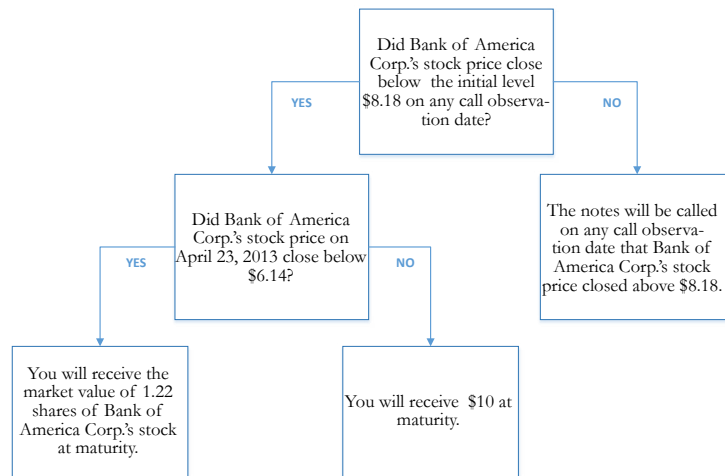 Did Bank of America
Corp.'s stock price close
below the initial level
$8.18 on any call observa-
tion date?
YES
NO
Did Bank of America
Corp.'s stock price on
April 23, 2013 close below
$6.14?
The notes will be called
on any call observa-
tion date that Bank of
America Corp.'s stock
price closed above $8.18.
YES
NO
You will receive the
market value of 1.22
shares of Bank of
America Corp.'s stock
at maturity.
You will receive $10 at
maturity.